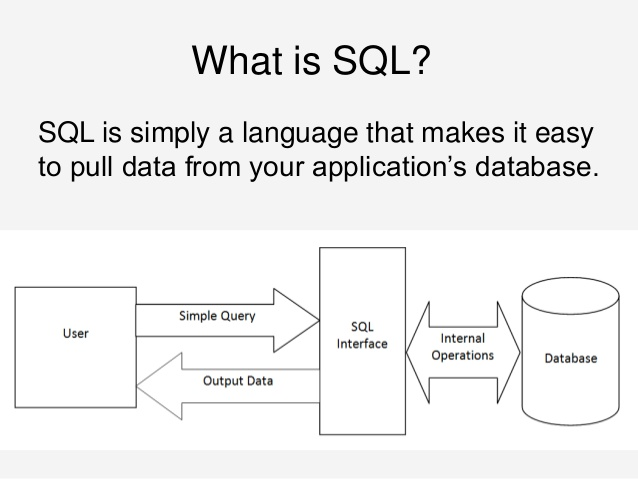 What is SQL?
SQL is simply a language that makes it easy
to pull data from your application’s database.
User
Simple Query
Output Data
SQL
Interface
Internal
Operations
Database